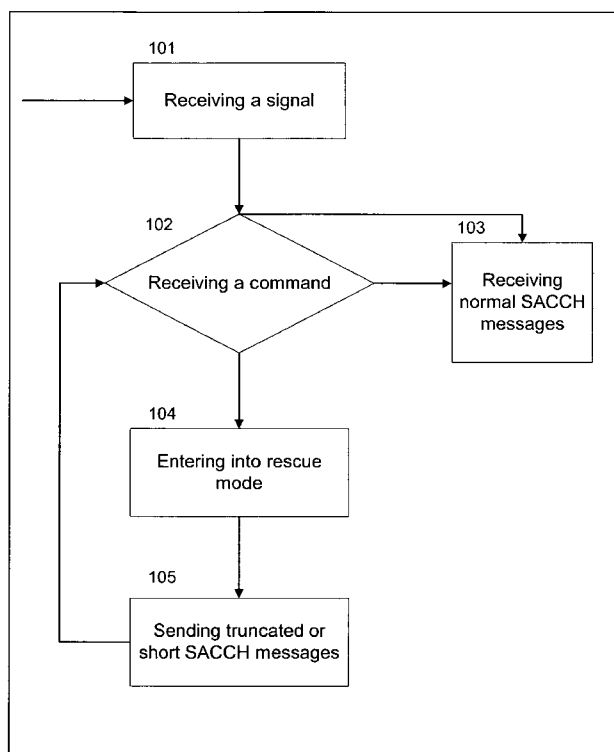 101
Receiving a signal
102
Receiving a command
103
Receiving
normal SACCH
messages
104
Entering into rescue
mode
105
Sending truncated or
short SACCH messages